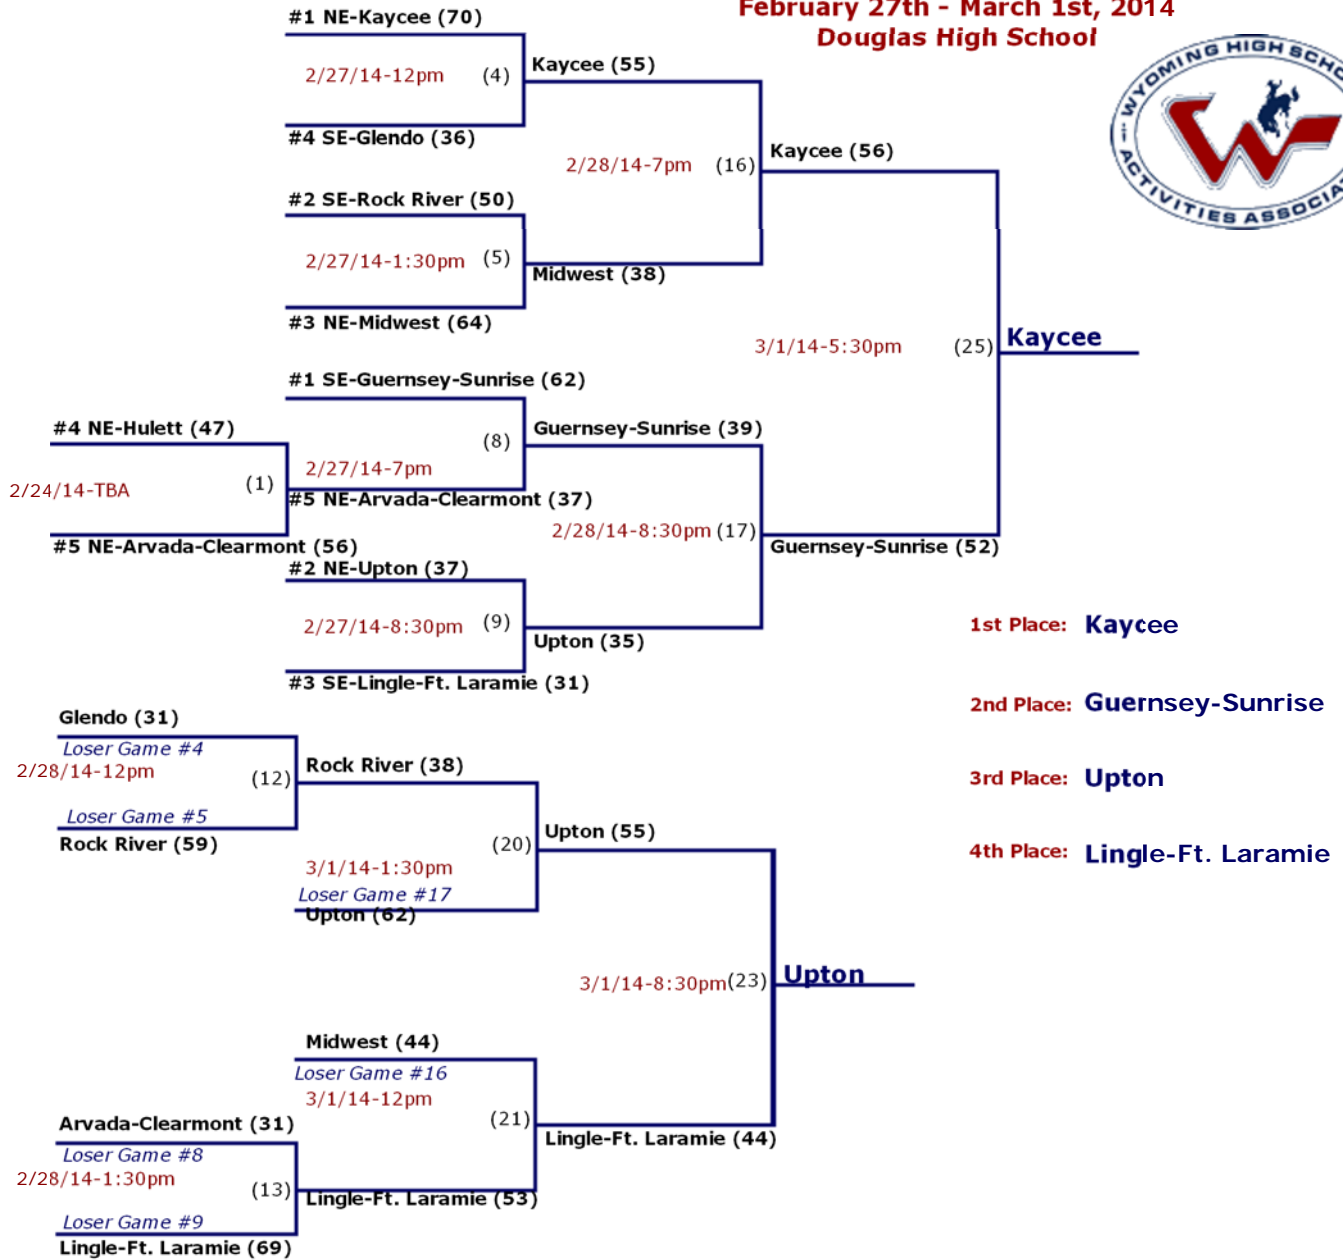 February 27th - March 1st, 2014
Douglas High School
WYOMING HIGH SCHO
ACTIVITIES ASSOCIA
#1 NE-Kaycee (70)
2/27/14-12pm (4)
#4 SE-Glendo (36)
Kaycee (55)
2/28/14-7pm (16)
Kaycee (56)
#2 SE-Rock River (50)
2/27/14-1:30pm (5)
Midwest (38)
#3 NE-Midwest (64)
3/1/14-5:30pm (25)
Kaycee
#1 SE-Guernsey-Sunrise (62)
#4 NE-Hulett (47)
(8)
Guernsey-Sunrise (39)
2/27/14-7pm
2/24/14-TBA (1)
#5 NE-Arvada-Clearmont (37)
2/28/14-8:30pm (17)
#5 NE-Arvada-Clearmont (56)
Guernsey-Sunrise (52)
#2 NE-Upton (37)
2/27/14-8:30pm (9)
Upton (35)
#3 SE-Lingle-Ft. Laramie (31)
1st Place: Kaycee
2nd Place: Guernsey-Sunrise
3rd Place: Upton
4th Place: Lingle-Ft. Laramie
Glendo (31)
Loser Game #4
2/28/14-12pm (12)
Loser Game #5
Rock River (59)
Rock River (38)
(20)
Upton (55)
3/1/14-1:30pm
Loser Game #17
Upton (62)
3/1/14-8:30pm (23)
Upton
Midwest (44)
Loser Game #16
3/1/14-12pm
(21)
Lingle-Ft. Laramie (44)
Arvada-Clearmont (31)
Loser Game #8
2/28/14-1:30pm (13)
Lingle-Ft. Laramie (53)
Loser Game #9
Lingle-Ft. Laramie (69)